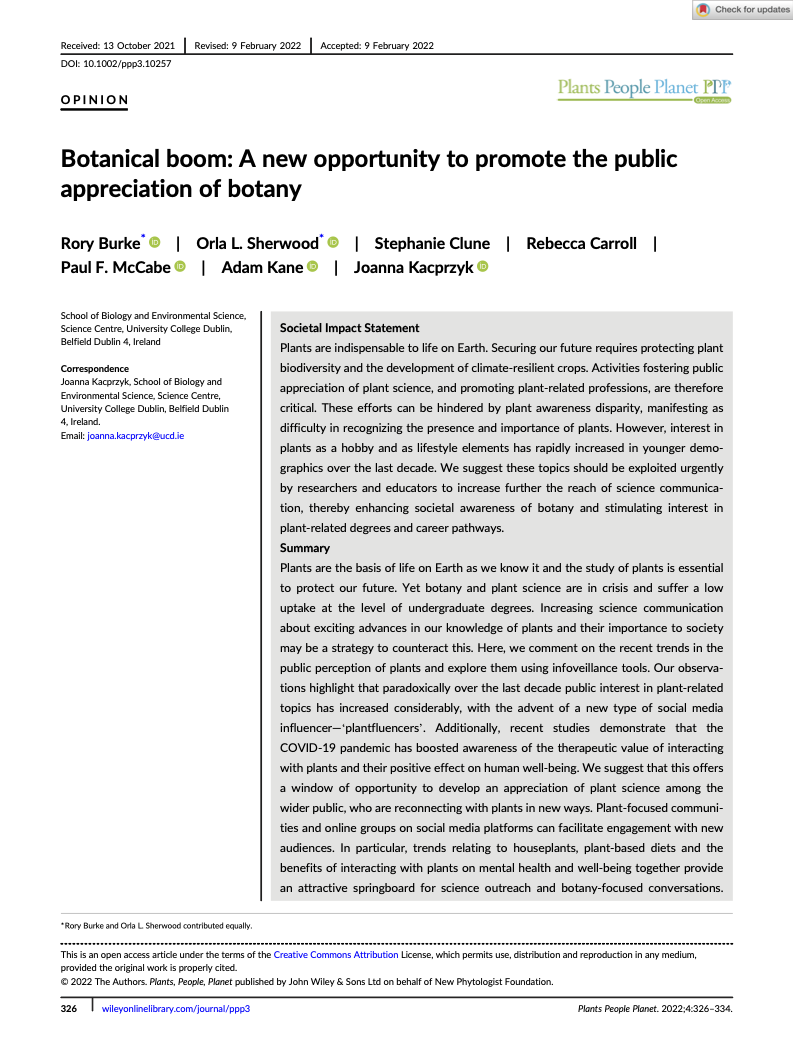 Check for updates
Received: 13 October 2021 | Revised: 9 February 2022 | Accepted: 9 February 2022
DOI: 10.1002/ppp3.10257
OPINION
Plants People Planet PPP
Open Access
Botanical boom: A new opportunity to promote the public
appreciation of botany
Rory Burke* | Orla L. Sherwood* | Stephanie Clune | Rebecca Carroll |
Paul F. McCabe | Adam Kane | Joanna Kacprzyk
School of Biology and Environmental Science,
Science Centre, University College Dublin,
Belfield Dublin 4, Ireland
Correspondence
Joanna Kacprzyk, School of Biology and
Environmental Science, Science Centre,
University College Dublin, Belfield Dublin
4, Ireland.
Email: joanna.kacprzyk@ucd.ie
Societal Impact Statement
Plants are indispensable to life on Earth. Securing our future requires protecting plant
biodiversity and the development of climate-resilient crops. Activities fostering public
appreciation of plant science, and promoting plant-related professions, are therefore
critical. These efforts can be hindered by plant awareness disparity, manifesting as
difficulty in recognizing the presence and importance of plants. However, interest in
plants as a hobby and as lifestyle elements has rapidly increased in younger demo-
graphics over the last decade. We suggest these topics should be exploited urgently
by researchers and educators to increase further the reach of science communica-
tion, thereby enhancing societal awareness of botany and stimulating interest in
plant-related degrees and career pathways.
Summary
Plants are the basis of life on Earth as we know it and the study of plants is essential
to protect our future. Yet botany and plant science are in crisis and suffer a low
uptake at the level of undergraduate degrees. Increasing science communication
about exciting advances in our knowledge of plants and their importance to society
may be a strategy to counteract this. Here, we comment on the recent trends in the
public perception of plants and explore them using infoveillance tools. Our observa-
tions highlight that paradoxically over the last decade public interest in plant-related
topics has increased considerably, with the advent of a new type of social media
influencer—‘plantfluencers’. Additionally, recent studies demonstrate that the
COVID-19 pandemic has boosted awareness of the therapeutic value of interacting
with plants and their positive effect on human well-being. We suggest that this offers
a window of opportunity to develop an appreciation of plant science among the
wider public, who are reconnecting with plants in new ways. Plant-focused communi-
ties and online groups on social media platforms can facilitate engagement with new
audiences. In particular, trends relating to houseplants, plant-based diets and the
benefits of interacting with plants on mental health and well-being together provide
an attractive springboard for science outreach and botany-focused conversations.
*Rory Burke and Orla L. Sherwood contributed equally.
This is an open access article under the terms of the Creative Commons Attribution License, which permits use, distribution and reproduction in any medium,
provided the original work is properly cited.
© 2022 The Authors. Plants, People, Planet published by John Wiley & Sons Ltd on behalf of New Phytologist Foundation.
326 | wileyonlinelibrary.com/journal/ppp3
Plants People Planet. 2022;4:326–334.